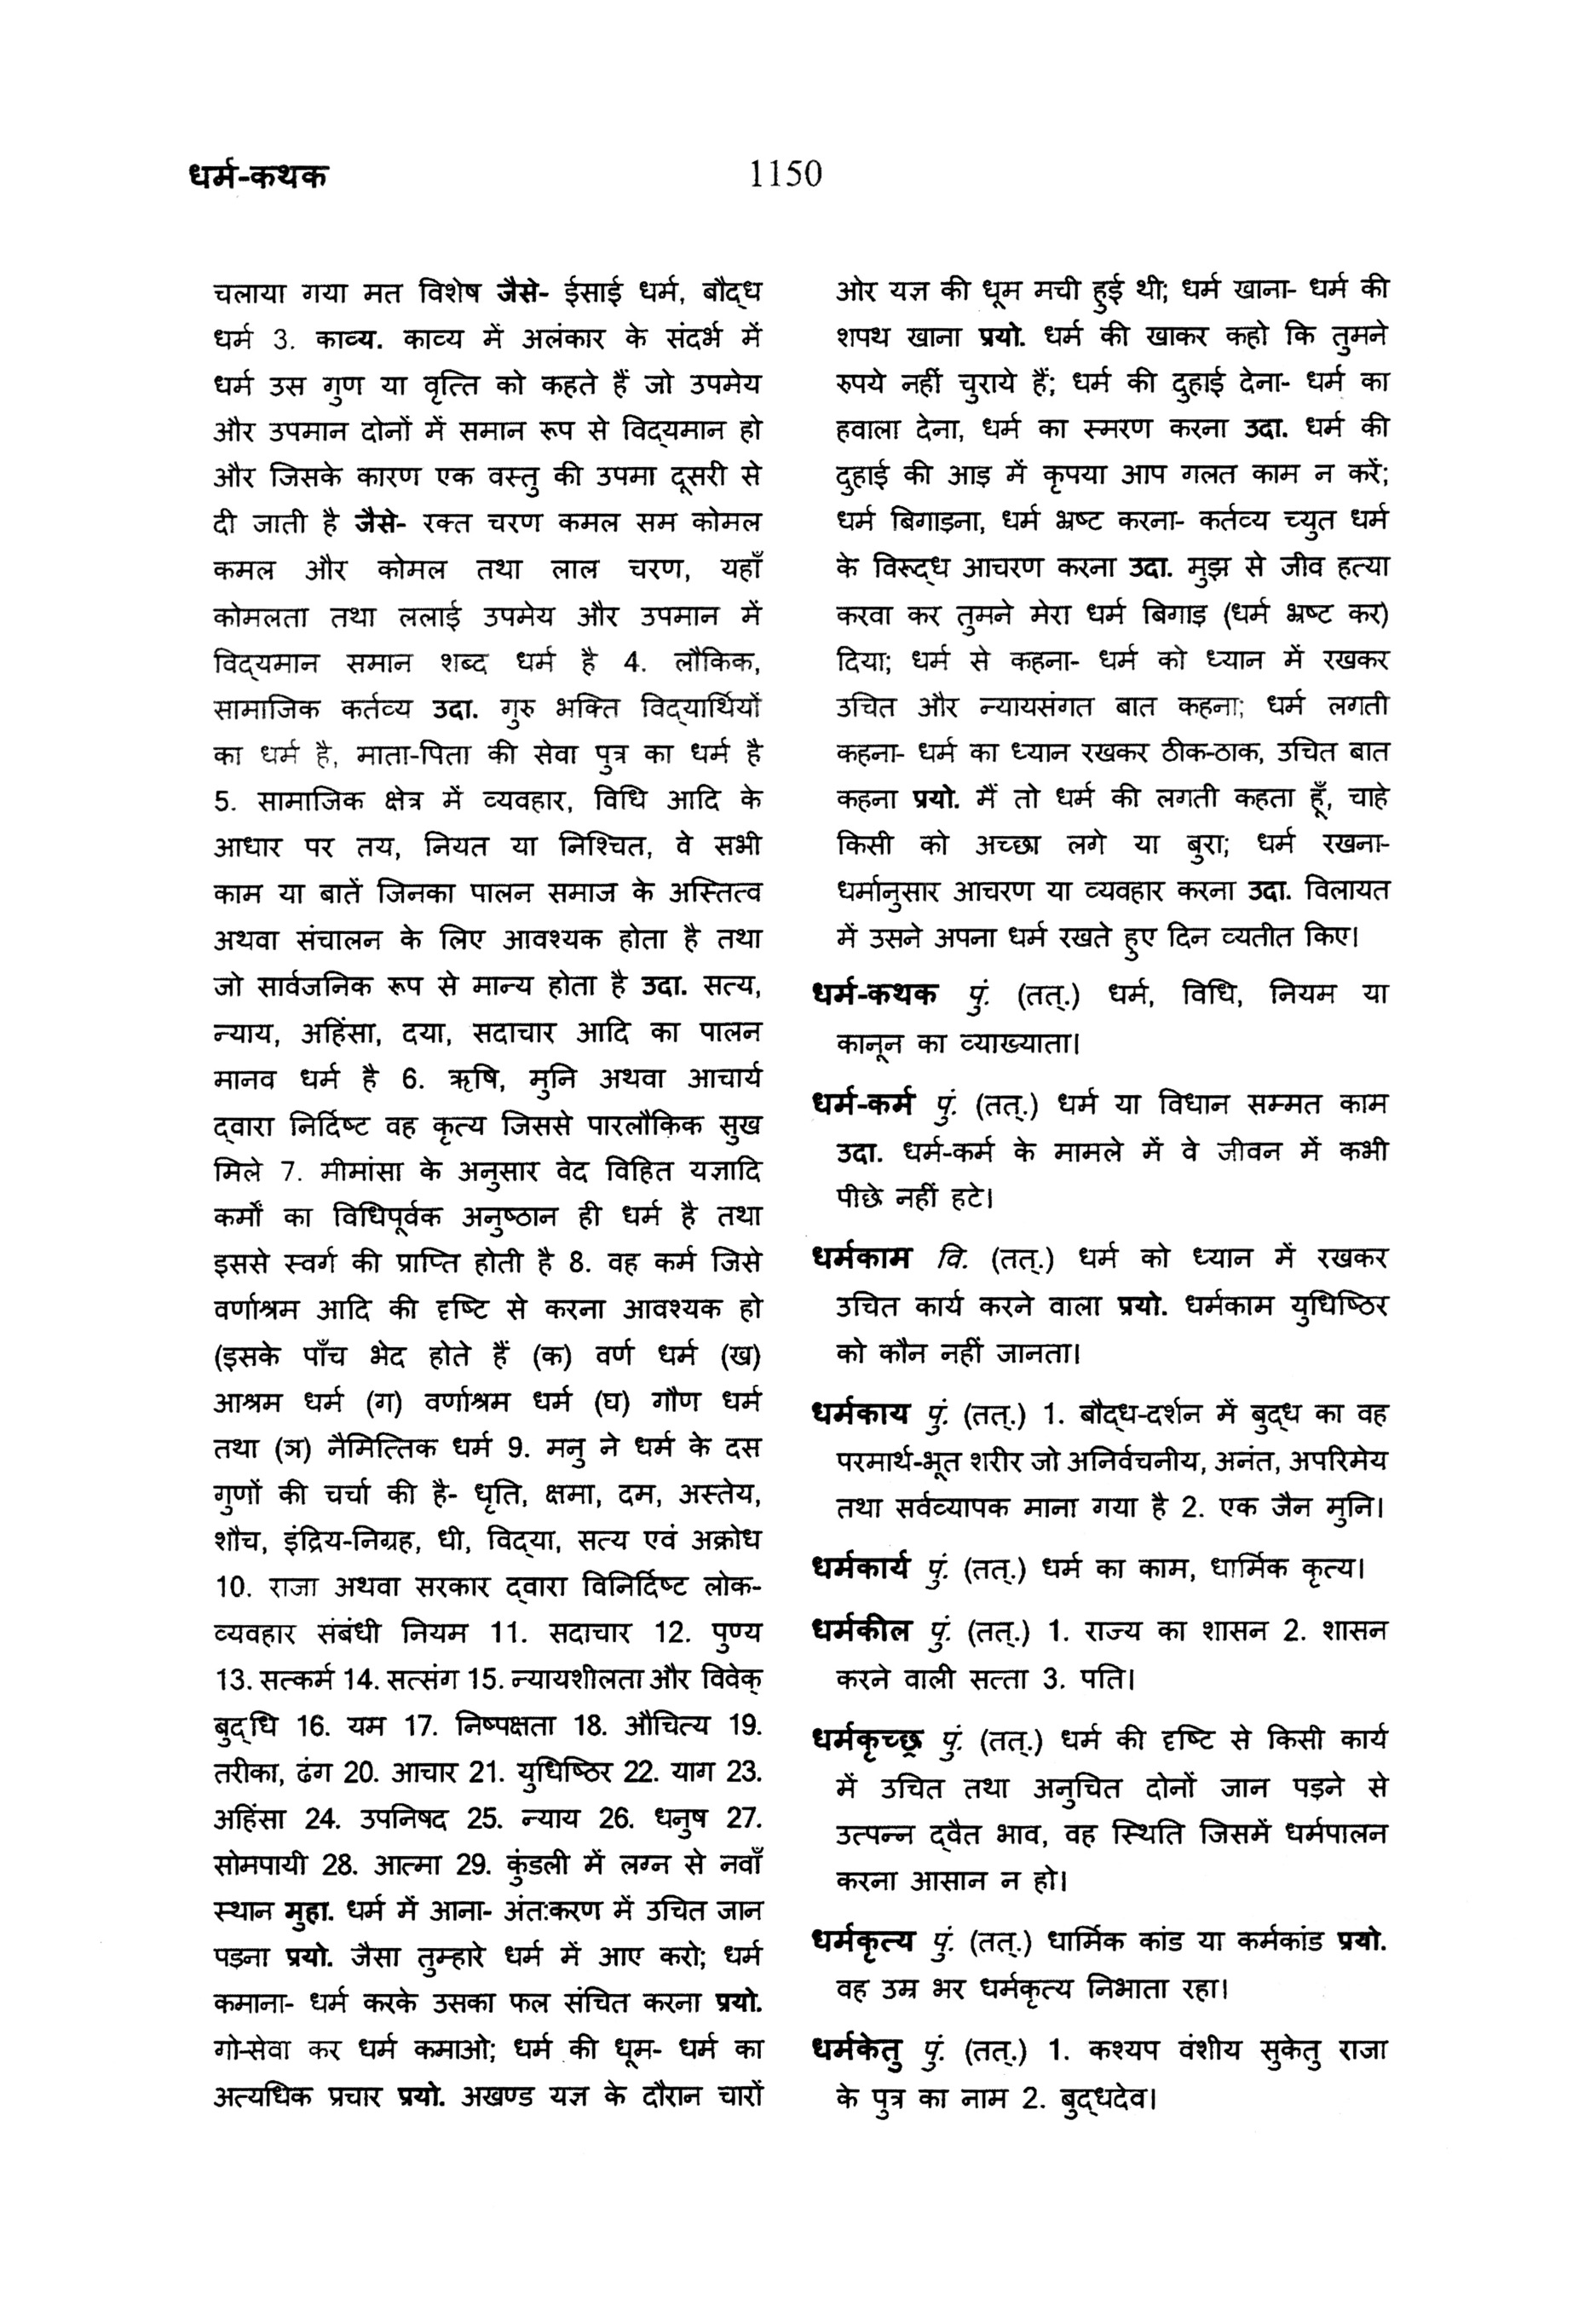 धर्म-कथक
1150
चलाया गया मत विशेष जैसे- ईसाई धर्म, बौद्ध
धर्म 3. काव्य. काव्य में अलंकार के संदर्भ में
धर्म उस गुण या वृत्ति को कहते हैं जो उपमेय
और उपमान दोनों में समान रूप से विद्यमान हो
और जिसके कारण एक वस्तु की उपमा दूसरी से
दी जाती है जैसे- रक्त चरण कमल सम कोमल
कमल और कोमल तथा लाल चरण, यहाँ
कोमलता तथा ललाई उपमेय और उपमान में
विद्यमान समान शब्द धर्म है 4. लौकिक,
सामाजिक कर्तव्य उदा. गुरु भक्ति विद्यार्थियों
का धर्म है, माता-पिता की सेवा पुत्र का धर्म है
5. सामाजिक क्षेत्र में व्यवहार, विधि आदि के
आधार पर तय, नियत या निश्चित, वे सभी
काम या बातें जिनका पालन समाज के अस्तित्व
अथवा संचालन के लिए आवश्यक होता है तथा
जो सार्वजनिक रूप से मान्य होता है उदा. सत्य,
न्याय, अहिंसा, दया, सदाचार आदि का पालन
मानव धर्म है 6. ऋषि, मुनि अथवा आचार्य
द्वारा निर्दिष्ट वह कृत्य जिससे पारलौकिक सुख
मिले 7. मीमांसा के अनुसार वेद विहित यज्ञादि
कर्मों का विधिपूर्वक अनुष्ठान ही धर्म है तथा
इससे स्वर्ग की प्राप्ति होती है 8. वह कर्म जिसे
वर्णाश्रम आदि की दृष्टि से करना आवश्यक हो
(इसके पाँच भेद होते हैं (क) वर्ण धर्म (ख)
आश्रम धर्म (ग) वर्णाश्रम धर्म (घ) गौण धर्म
तथा (ञ) नैमित्तिक धर्म 9. मनु ने धर्म के दस
गुणों की चर्चा की है- धृति, क्षमा, दम, अस्तेय,
शौच, इंद्रिय-निग्रह, धी, विद्या, सत्य एवं अक्रोध
10. राजा अथवा सरकार द्वारा विनिर्दिष्ट लोक-
व्यवहार संबंधी नियम 11. सदाचार 12. पुण्य
13. सत्कर्म 14. सत्संग 15. न्यायशीलता और विवेक्
बुद्धि 16. यम 17. निष्पक्षता 18. औचित्य 19.
तरीका, ढंग 20. आचार 21. युधिष्ठिर 22. याग 23.
अहिंसा 24. उपनिषद 25. न्याय 26. धनुष 27.
सोमपायी 28. आत्मा 29. कुंडली में लग्न से नवाँ
स्थान मुहा. धर्म में आना- अंतःकरण में उचित जान
पड़ना प्रयो. जैसा तुम्हारे धर्म में आए करो; धर्म
कमाना- धर्म करके उसका फल संचित करना प्रयो.
गो-सेवा कर धर्म कमाओ; धर्म की धूम- धर्म का
अत्यधिक प्रचार प्रयो. अखण्ड यज्ञ के दौरान चारों
ओर यज्ञ की धूम मची हुई थी; धर्म खाना- धर्म की
शपथ खाना प्रयो. धर्म की खाकर कहो कि तुमने
रुपये नहीं चुराये हैं; धर्म की दुहाई देना- धर्म का
हवाला देना, धर्म का स्मरण करना उदा. धर्म की
दुहाई की आड़ में कृपया आप गलत काम न करें;
धर्म बिगाड़ना, धर्म भ्रष्ट करना- कर्तव्य च्युत धर्म
के विरूद्ध आचरण करना उदा. मुझ से जीव हत्या
करवा कर तुमने मेरा धर्म बिगाड़ (धर्म भ्रष्ट कर)
दिया; धर्म से कहना- धर्म को ध्यान में रखकर
उचित और न्यायसंगत बात कहना; धर्म लगती
कहना- धर्म का ध्यान रखकर ठीक-ठाक, उचित बात
कहना प्रयो. मैं तो धर्म की लगती कहता हूँ, चाहे
किसी को अच्छा लगे या बुरा; धर्म रखना-
धर्मानुसार आचरण या व्यवहार करना उदा. विलायत
में उसने अपना धर्म रखते हुए दिन व्यतीत किए।
धर्म-कथक पुं. (तत्.) धर्म, विधि, नियम या
कानून का व्याख्याता।
धर्म-कर्म पुं. (तत्.) धर्म या विधान सम्मत काम
उदा. धर्म-कर्म के मामले में वे जीवन में कभी
पीछे नहीं हटे।
धर्मकाम वि. (तत्.) धर्म को ध्यान में रखकर
उचित कार्य करने वाला प्रयो. धर्मकाम युधिष्ठिर
को कौन नहीं जानता।
धर्मकाय पुं. (तत्.) 1. बौद्ध-दर्शन में बुद्ध का वह
परमार्थ-भूत शरीर जो अनिर्वचनीय, अनंत, अपरिमेय
तथा सर्वव्यापक माना गया है 2. एक जैन मुनि।
धर्मकार्य पुं. (तत्.) धर्म का काम, धार्मिक कृत्य।
धर्मकील पुं. (तत्.) 1. राज्य का शासन 2. शासन
करने वाली सत्ता 3. पति।
धर्मकृच्छ्र पुं. (तत्.) धर्म की दृष्टि से किसी कार्य
में उचित तथा अनुचित दोनों जान पड़ने से
उत्पन्न द्वैत भाव, वह स्थिति जिसमें धर्मपालन
करना आसान न हो।
धर्मकृत्य पुं. (तत्.) धार्मिक कांड या कर्मकांड प्रयो.
वह उम्र भर धर्मकृत्य निभाता रहा।
धर्मकेतु पुं. (तत्.) 1. कश्यप वंशीय सुकेतु राजा
के पुत्र का नाम 2. बुद्धदेव।